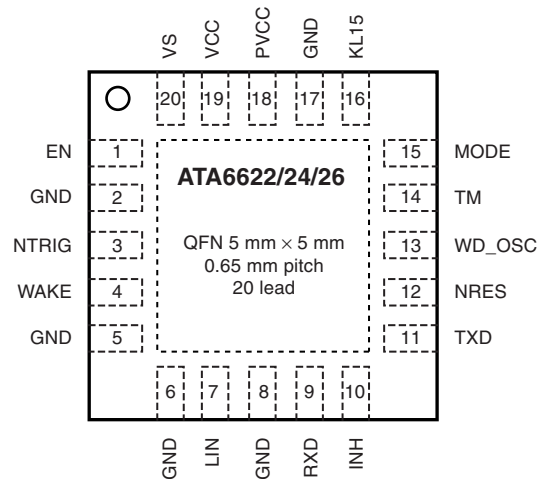 VS VCC PVCC GND KL15
20 19 18 17 16
EN 1 15 MODE
ATA6622/24/26
GND 2 14 TM
NTRIG 3 QFN 5 mm × 5 mm 13 WD_OSC
0.65 mm pitch
WAKE 4 20 lead 12 NRES
GND 5 11 TXD
6 7 8 9 10
GND LIN GND RXD INH